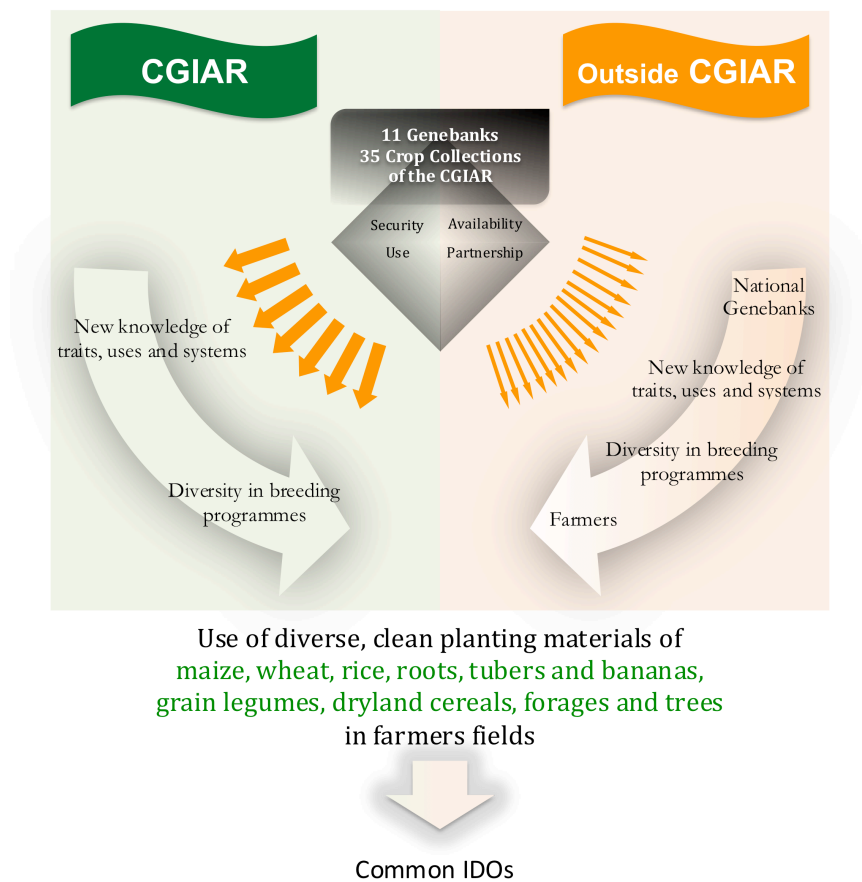 CGIAR
Outside CGIAR
11 Genebanks
35 Crop Collections
of the CGIAR
Security
Availability
Use
Partnership
New knowledge of
traits, uses and systems
Diversity in breeding
programmes
National
Genebanks
New knowledge of
traits, uses and systems
Diversity in breeding
programmes
Farmers
Use of diverse, clean planting materials of
maize, wheat, rice, roots, tubers and bananas,
grain legumes, dryland cereals, forages and trees
in farmers fields
Common IDOs